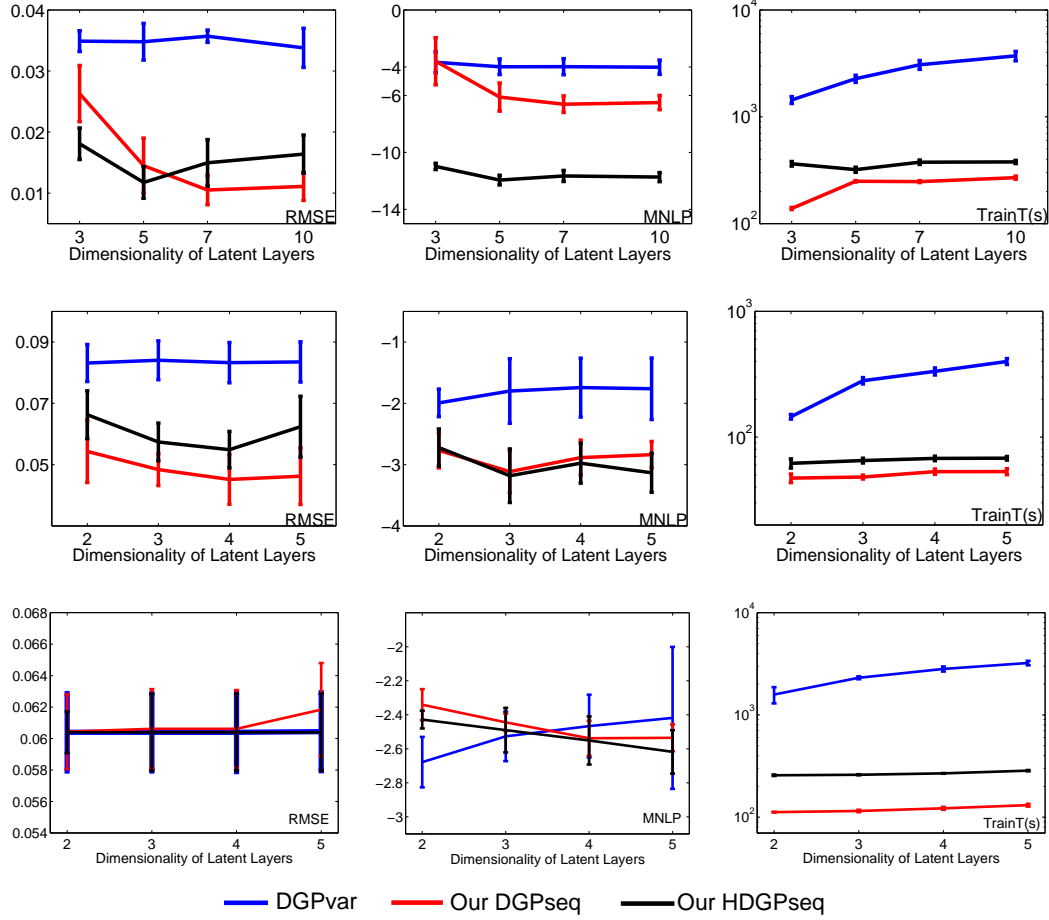 0.04
0.03
0.02
0.01
3 5 7 10
RMSE
Dimensionality of Latent Layers
0
−2
−4
−6
−8
−10
−12
−14
3 5 7 10
MNLP
Dimensionality of Latent Layers
10^4
10^3
10^2
3 5 7 10
TrainT(s)
Dimensionality of Latent Layers
0.09
0.07
0.05
2 3 4 5
RMSE
Dimensionality of Latent Layers
−1
−2
−3
−4
2 3 4 5
MNLP
Dimensionality of Latent Layers
10^3
10^2
2 3 4 5
TrainT(s)
Dimensionality of Latent Layers
0.068
0.066
0.064
0.062
0.06
0.058
0.056
0.054
2 3 4 5
RMSE
Dimensionality of Latent Layers
−2
−2.2
−2.4
−2.6
−2.8
−3
2 3 4 5
MNLP
Dimensionality of Latent Layers
10^4
10^3
10^2
2 3 4 5
TrainT(s)
Dimensionality of Latent Layers
DGPvar Our DGPseq Our HDGPseq